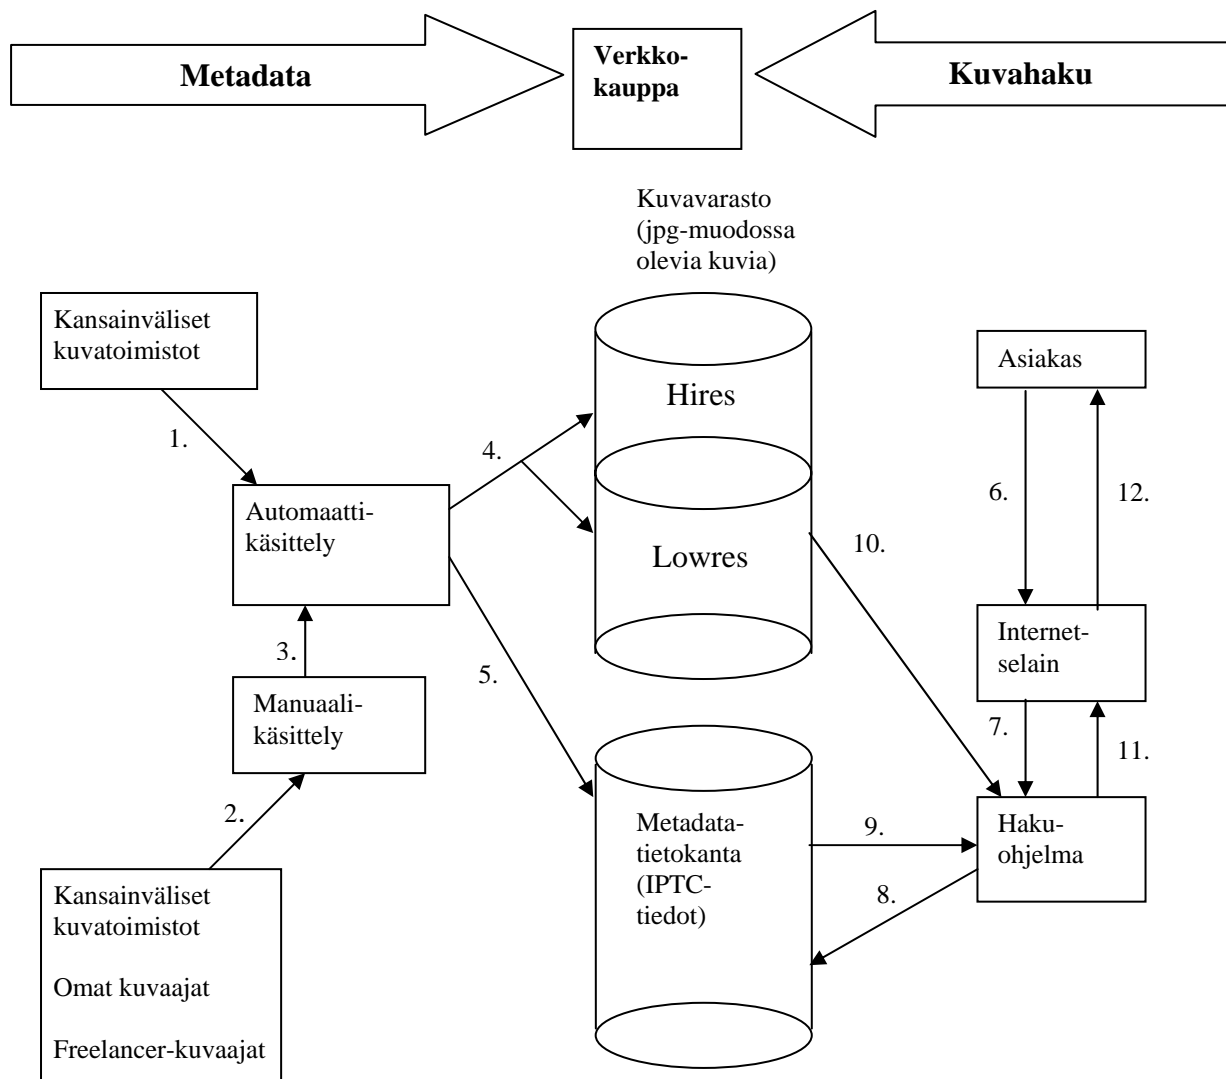 Metadata
Verkko-
kauppa
Kuvahaku
Kuvavarasto
(jpg-muodossa
olevia kuvia)
Kansainväliset
kuvatoimistot
1.
Automaatti-
käsittely
3.
Manuaali-
käsittely
2.
Kansainväliset
kuvatoimistot
Omat kuvaajat
Freelancer-kuvaajat
4.
5.
Hires
Lowres
Metadata-
tietokanta
(IPTC-
tiedot)
10.
9.
8.
Asiakas
6.
12.
Internet-
selain
7.
11.
Haku-
ohjelma